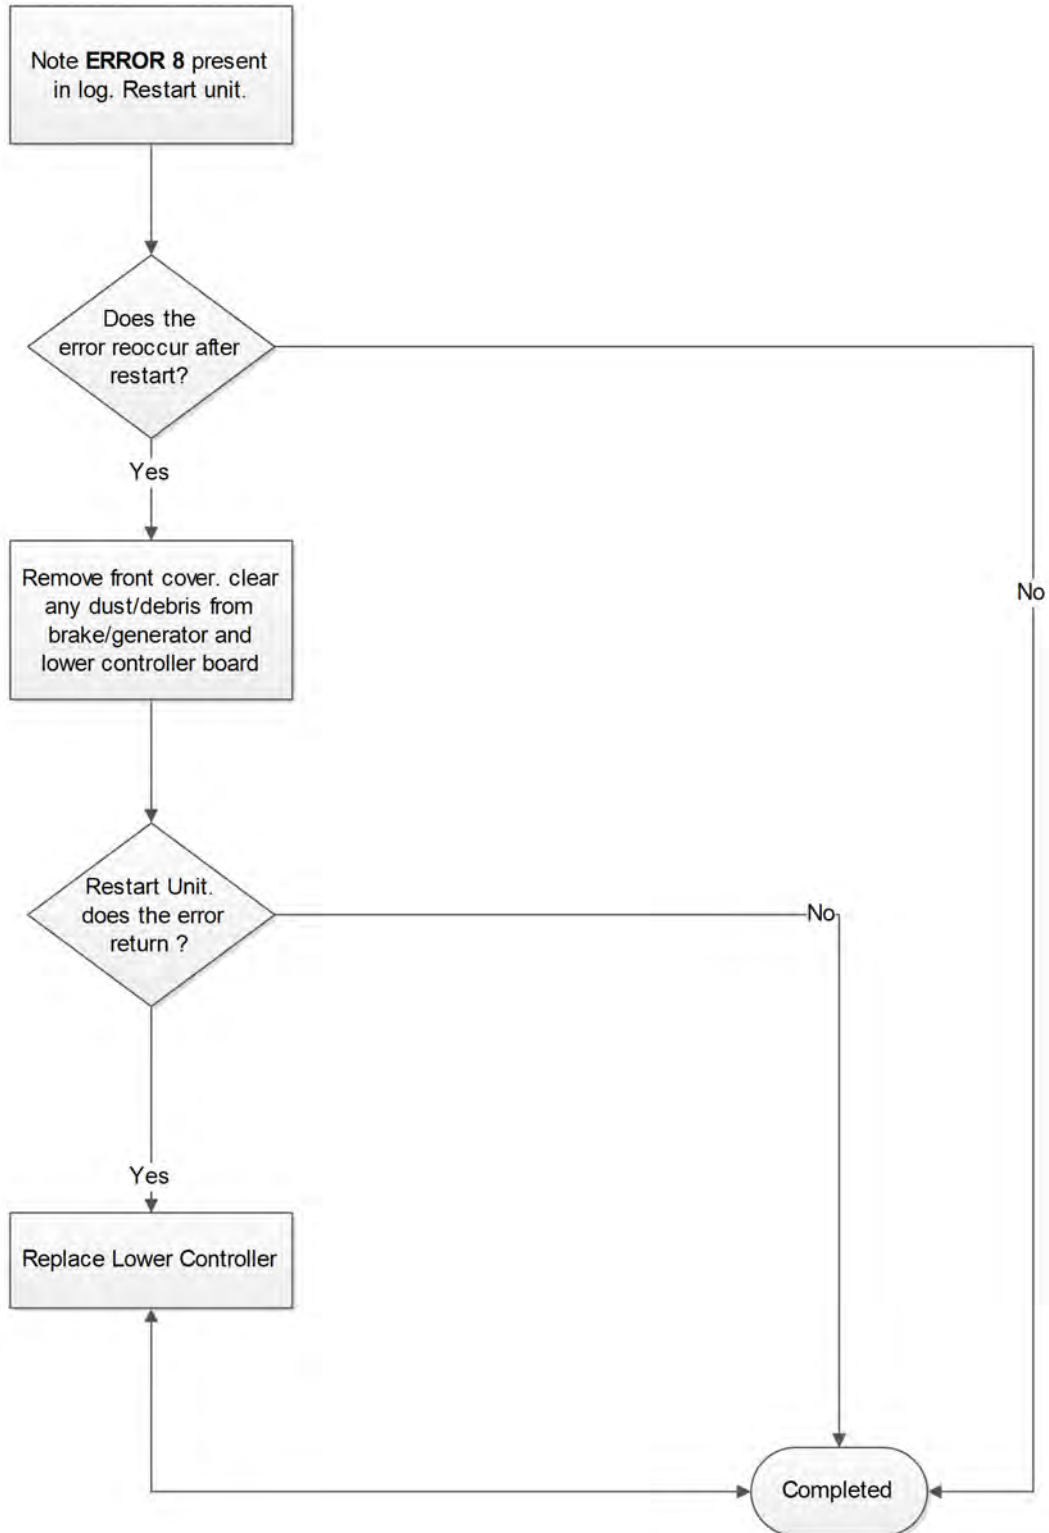 Note ERROR 8 present
in log. Restart unit.
Does the
error reoccur after
restart?
Yes
Remove front cover. clear
any dust/debris from
brake/generator and
lower controller board
No
Restart Unit.
does the error
return ?
No
Yes
Replace Lower Controller
Completed